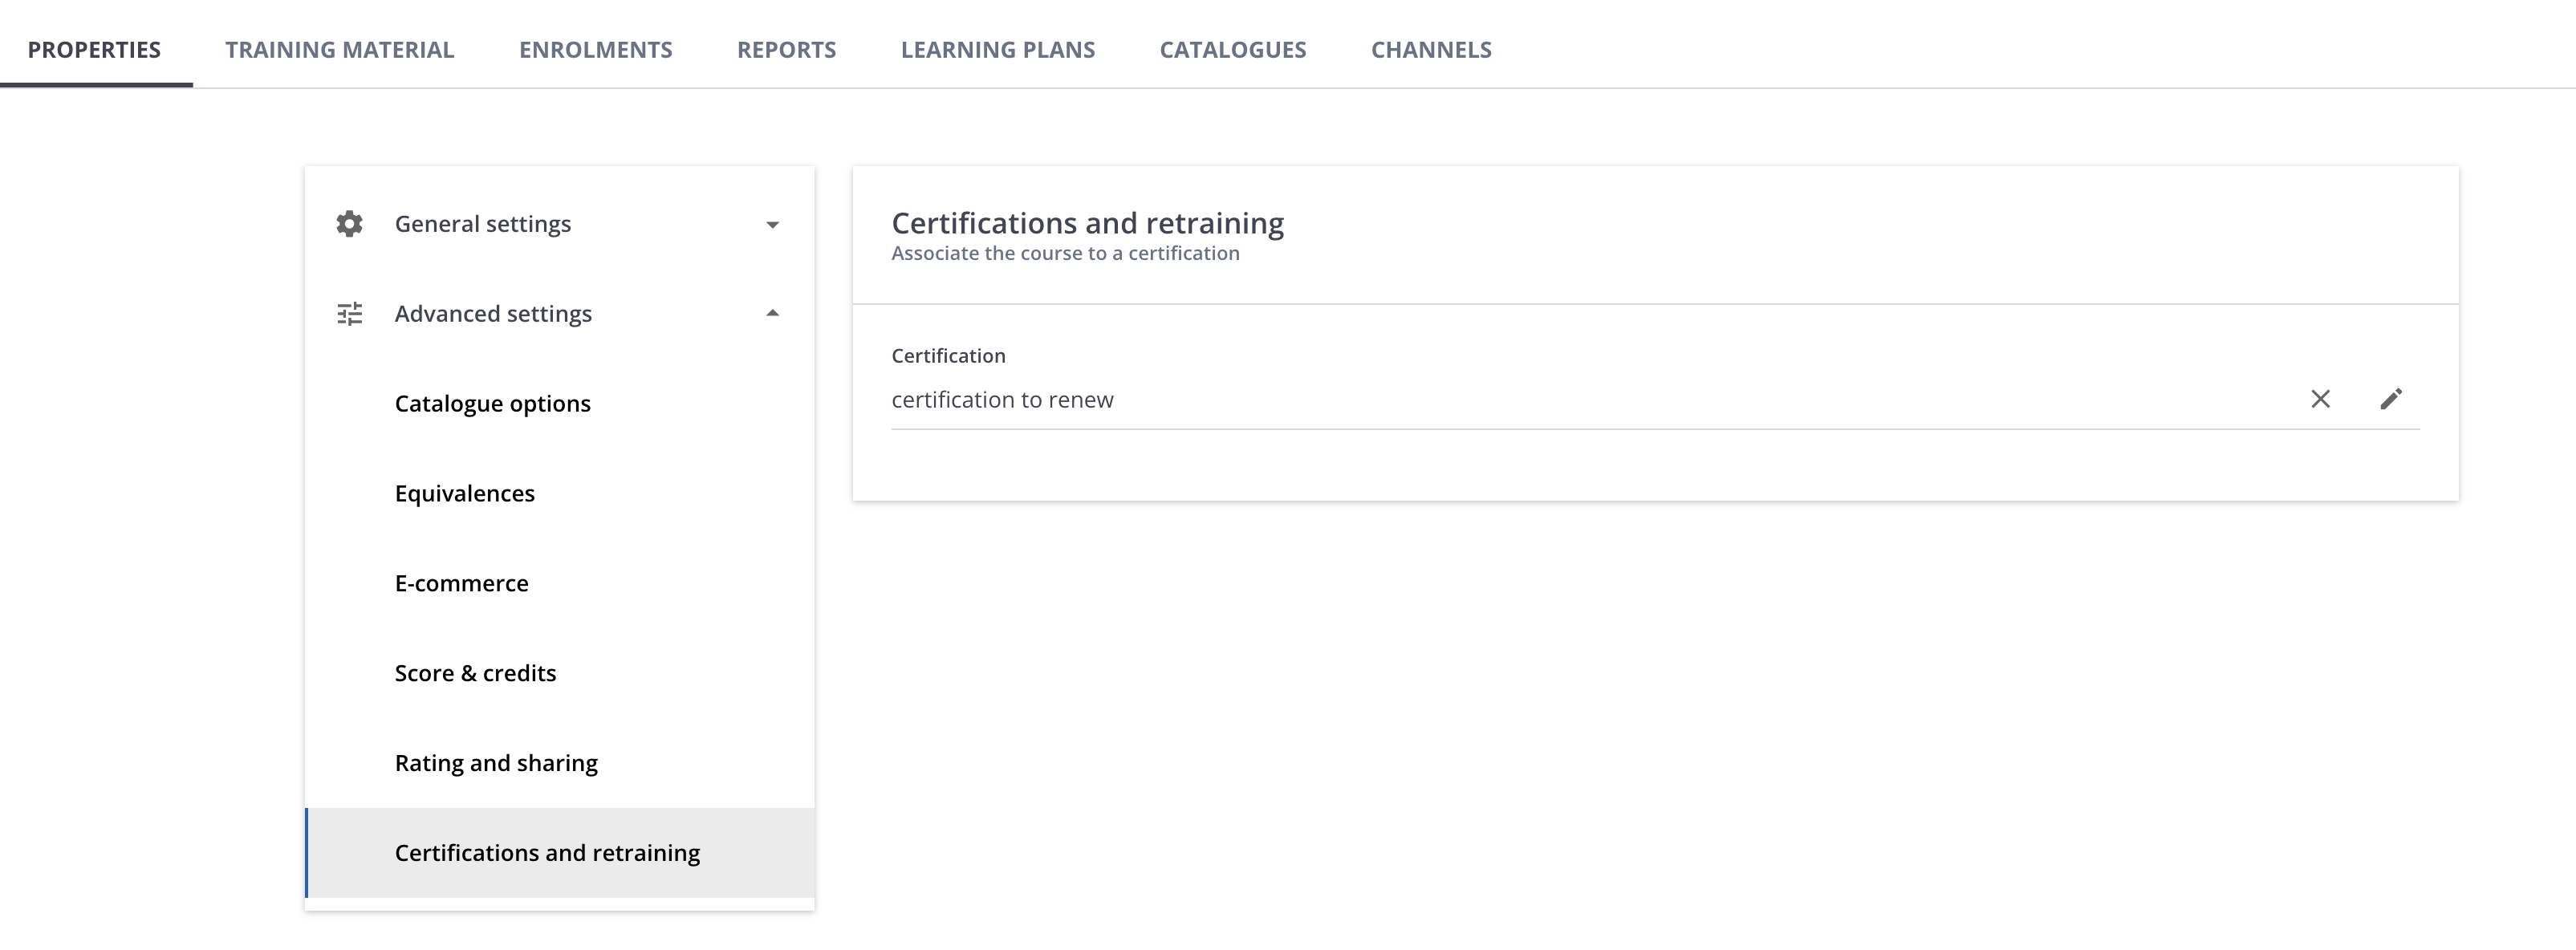 PROPERTIES
TRAINING MATERIAL
ENROLMENTS
REPORTS
LEARNING PLANS
CATALOGUES
CHANNELS
General settings
Advanced settings
Catalogue options
Equivalences
E-commerce
Score & credits
Rating and sharing
Certifications and retraining
Certifications and retraining
Associate the course to a certification
Certification
certification to renew